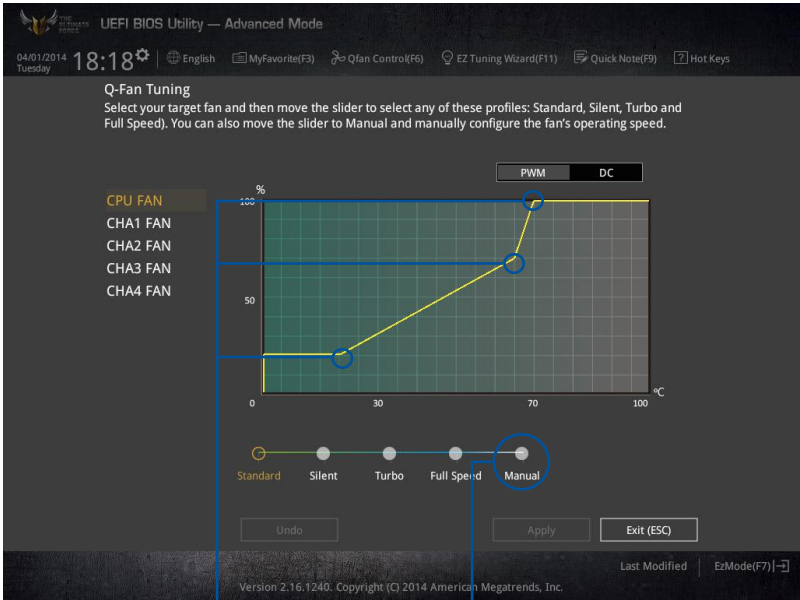 THE
ULTIMATE
FORCE
UEFI BIOS Utility — Advanced Mode
04/01/2014
Tuesday
18:18
English
MyFavorite(F3)
Qfan Control(F6)
EZ Tuning Wizard(F11)
Quick Note(F9)
? Hot Keys
Q-Fan Tuning
Select your target fan and then move the slider to select any of these profiles: Standard, Silent, Turbo and
Full Speed). You can also move the slider to Manual and manually configure the fan's operating speed.
PWM
DC
CPU FAN
CHA1 FAN
CHA2 FAN
CHA3 FAN
CHA4 FAN
%
100
50
0
30
70
100
°C
Standard
Silent
Turbo
Full Speed
Manual
Undo
Apply
Exit (ESC)
Last Modified
EzMode(F7)
Version 2.16.1240. Copyright (C) 2014 American Megatrends, Inc.